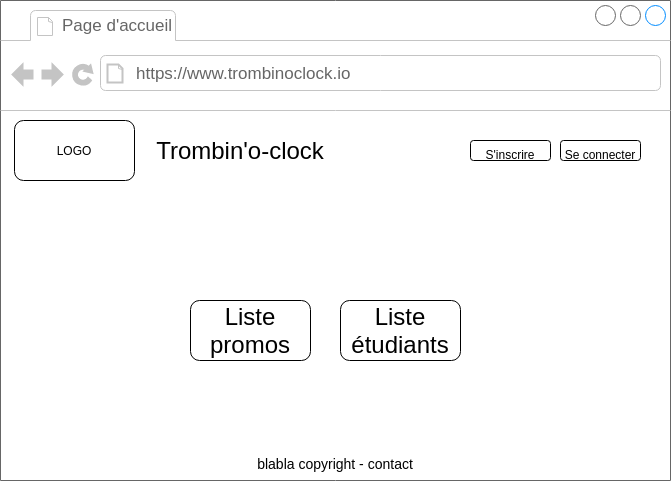 Page d'accueil
https://www.trombinoclock.io
LOGO
Trombin'o-clock
S'inscrire
Se connecter
Liste
promos
Liste
étudiants
blabla copyright - contact